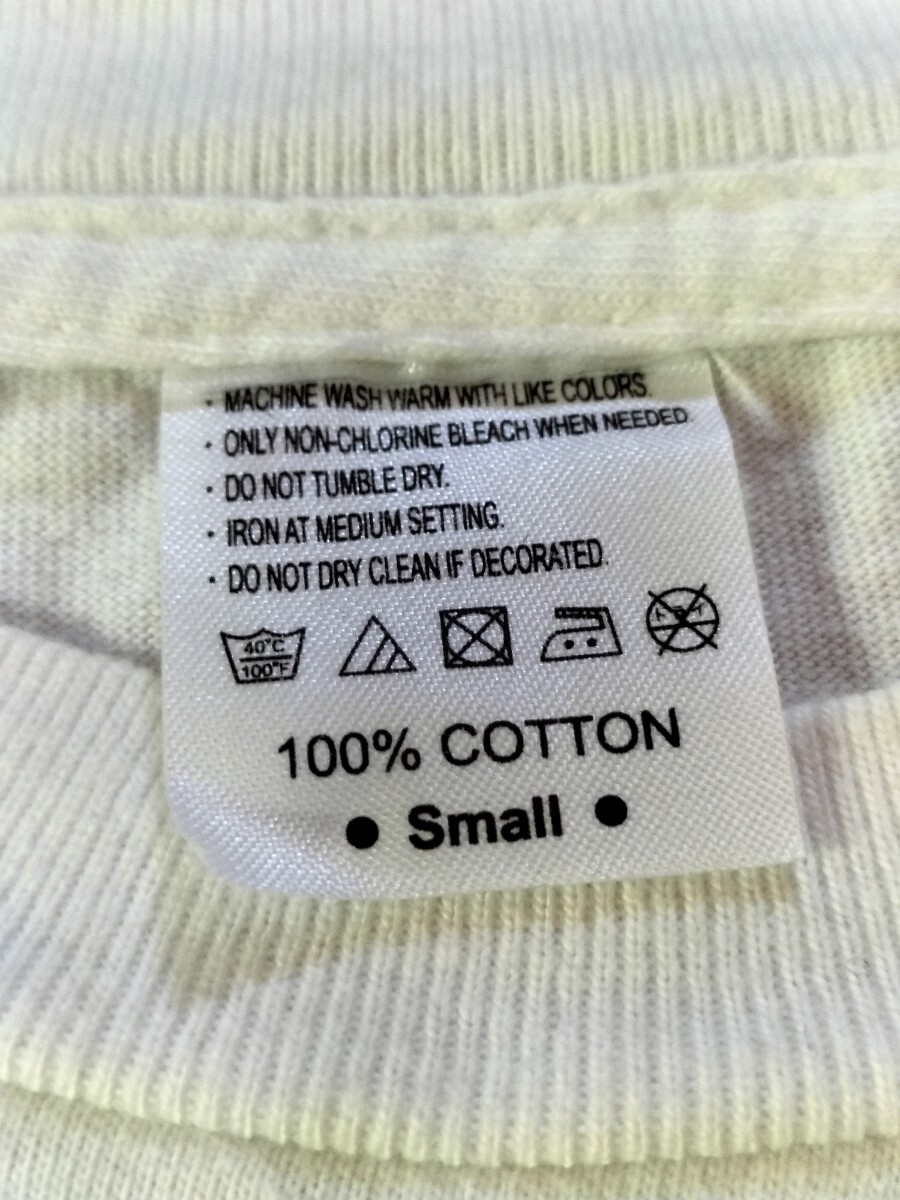 · MACHINE WASH WARM WITH LIKE COLORS.
· ONLY NON-CHLORINE BLEACH WHEN NEEDED.
· DO NOT TUMBLE DRY.
· IRON AT MEDIUM SETTING.
· DO NOT DRY CLEAN IF DECORATED.
40°C
100°F
100% COTTON
● Small ●